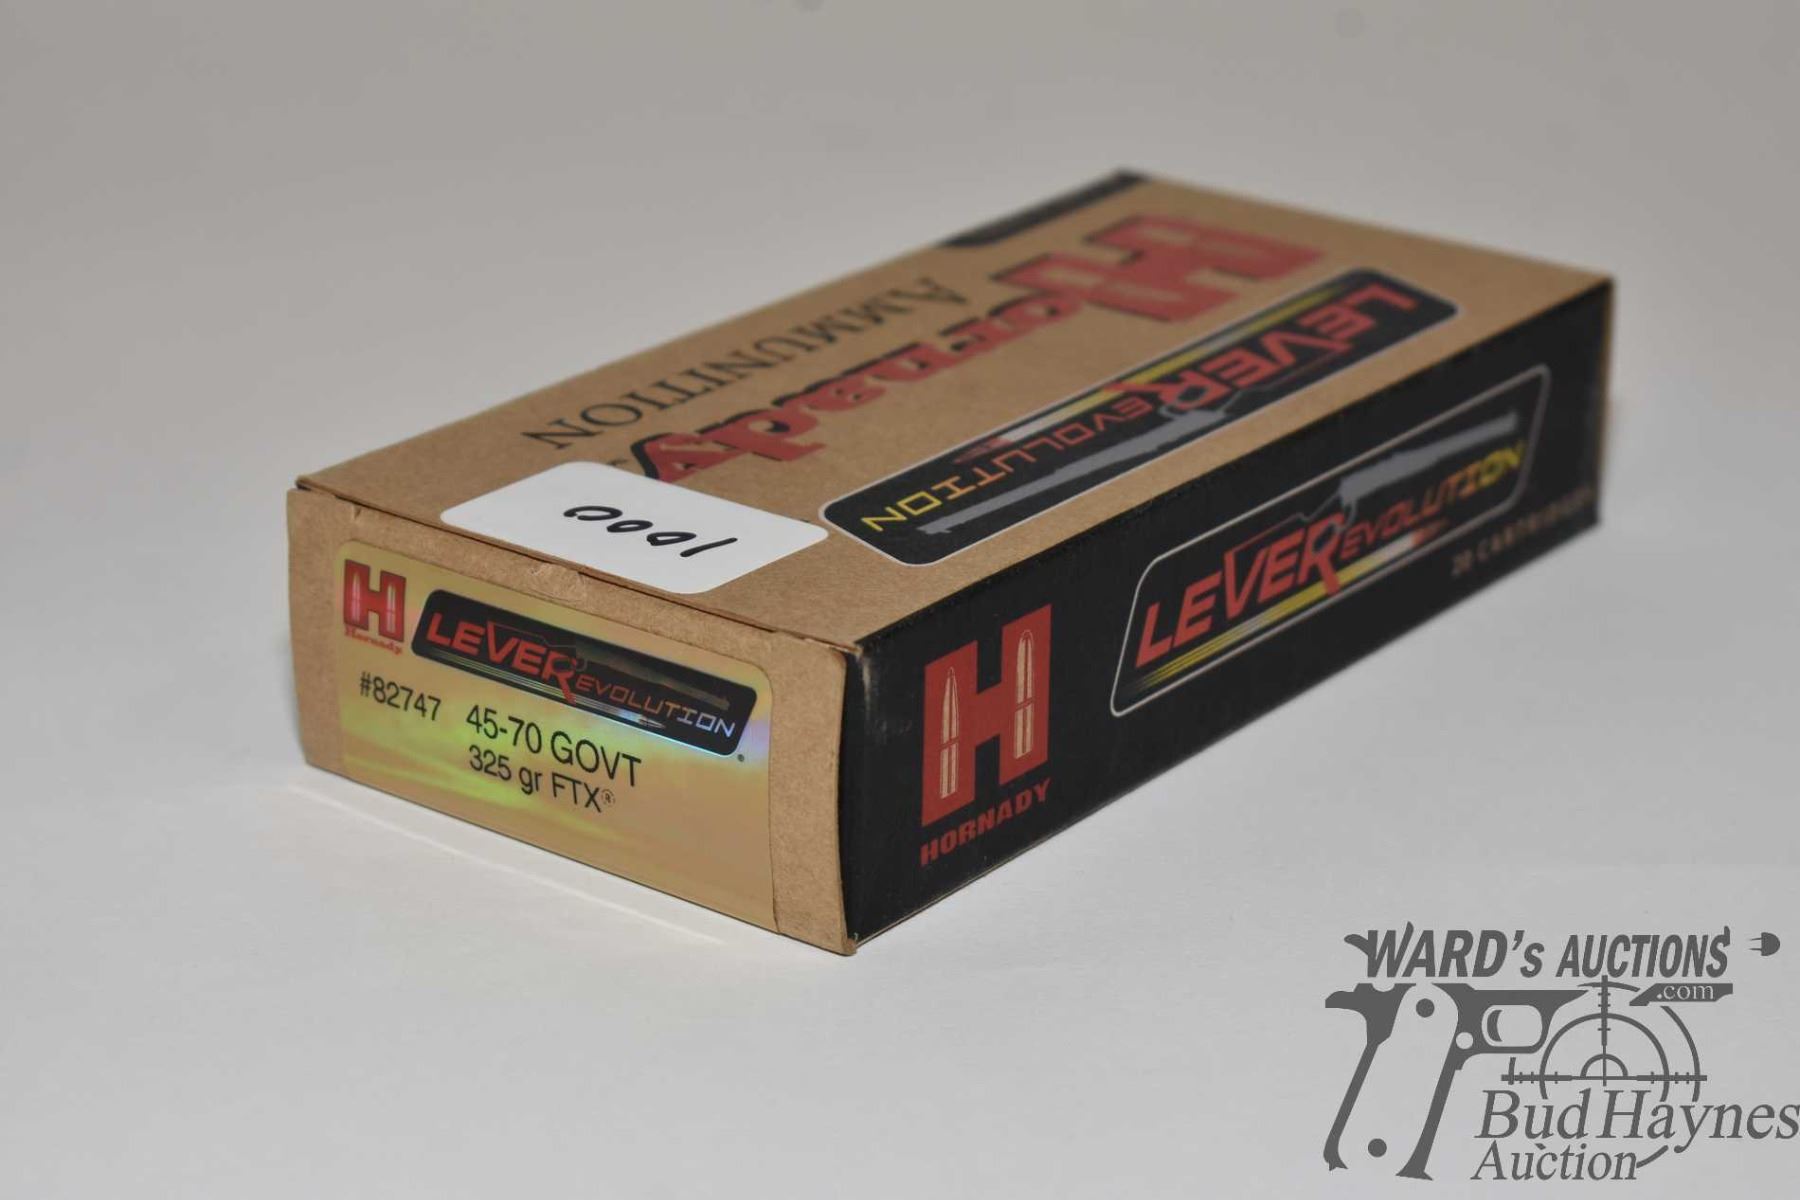 Hornady
AMMUNITION
LEVEREVOLUTION
1000
H
Hornady
LEVEREVOLUTION
#82747 45-70 GOVT
325 gr FTX®
H
HORNADY
LEVEREVOLUTION
20 CARTRIDGES
WARD's AUCTIONS
.com
Bud Haynes
Auction